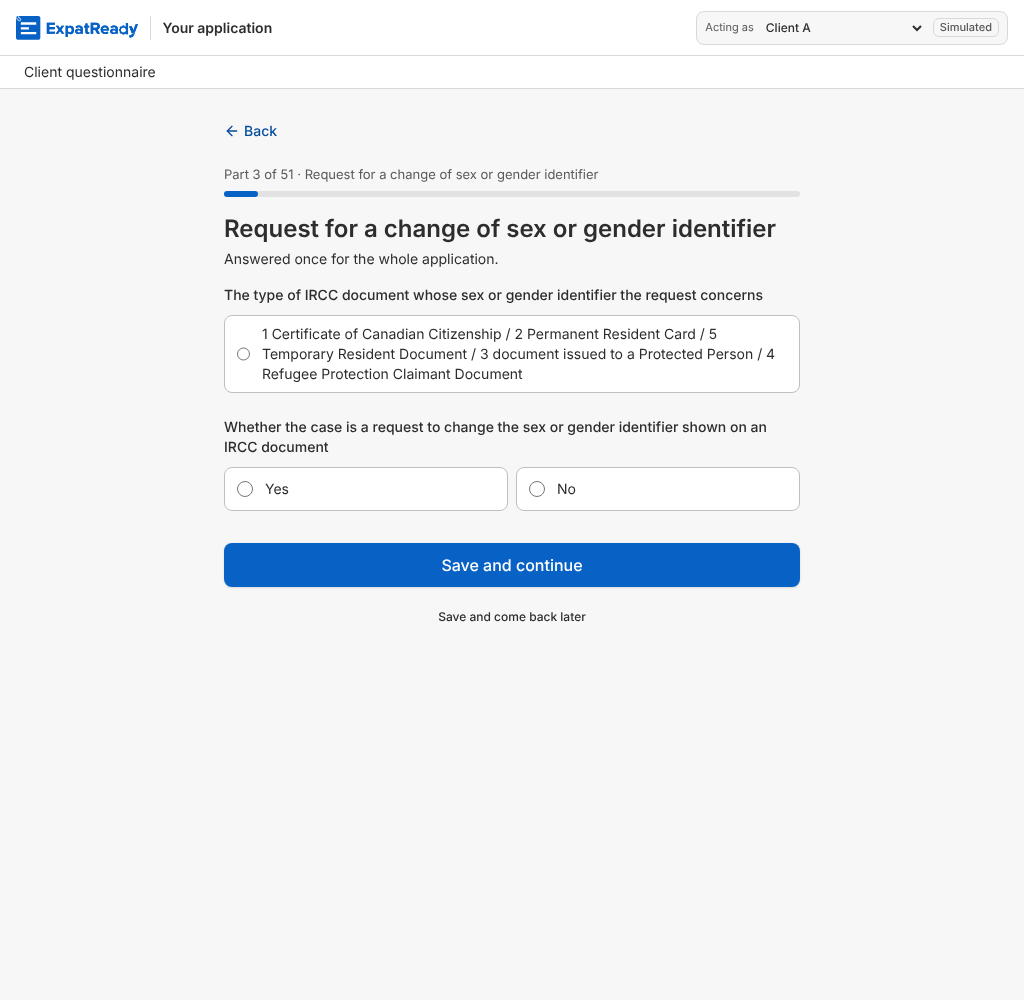 ExpatReady
Your application
Acting as
Client A
Simulated
Client questionnaire
← Back
Part 3 of 51 · Request for a change of sex or gender identifier
Request for a change of sex or gender identifier
Answered once for the whole application.
The type of IRCC document whose sex or gender identifier the request concerns
1 Certificate of Canadian Citizenship / 2 Permanent Resident Card / 5
Temporary Resident Document / 3 document issued to a Protected Person / 4
Refugee Protection Claimant Document
Whether the case is a request to change the sex or gender identifier shown on an
IRCC document
Yes
No
Save and continue
Save and come back later